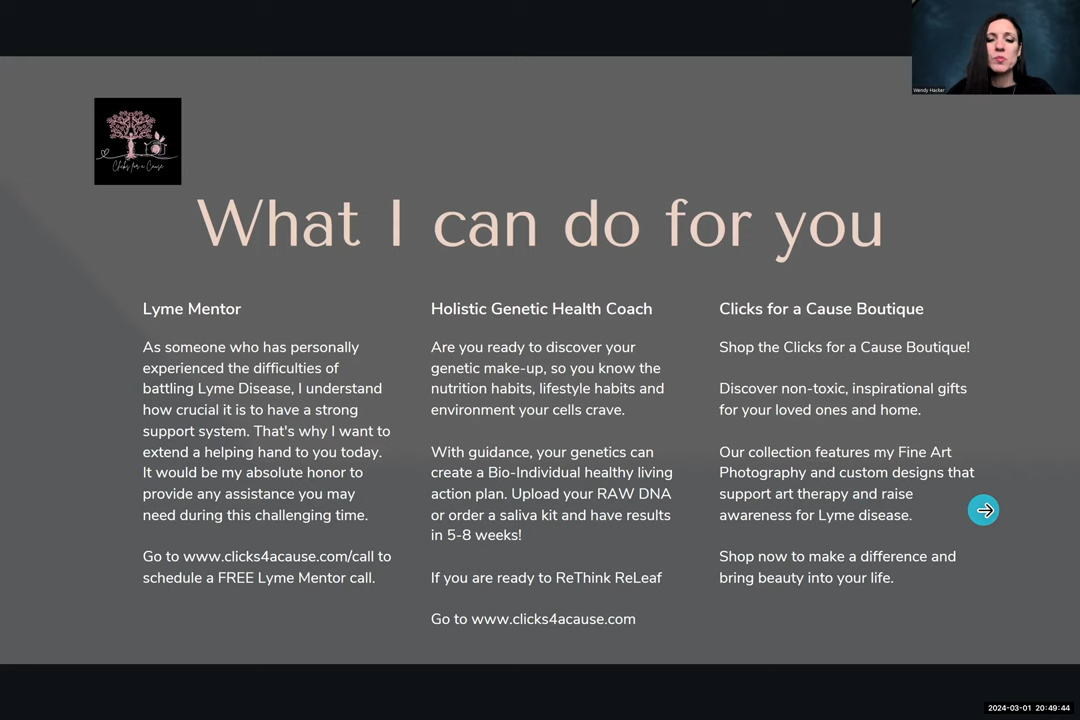 Wendy Hacker
Clicks for a Cause
What I can do for you
Lyme Mentor
As someone who has personally
experienced the difficulties of
battling Lyme Disease, I understand
how crucial it is to have a strong
support system. That's why I want to
extend a helping hand to you today.
It would be my absolute honor to
provide any assistance you may
need during this challenging time.
Go to www.clicks4acause.com/call to
schedule a FREE Lyme Mentor call.
Holistic Genetic Health Coach
Are you ready to discover your
genetic make-up, so you know the
nutrition habits, lifestyle habits and
environment your cells crave.
With guidance, your genetics can
create a Bio-Individual healthy living
action plan. Upload your RAW DNA
or order a saliva kit and have results
in 5-8 weeks!
If you are ready to ReThink ReLeaf
Go to www.clicks4acause.com
Clicks for a Cause Boutique
Shop the Clicks for a Cause Boutique!
Discover non-toxic, inspirational gifts
for your loved ones and home.
Our collection features my Fine Art
Photography and custom designs that
support art therapy and raise
awareness for Lyme disease.
Shop now to make a difference and
bring beauty into your life.
2024-03-01 20:49:44